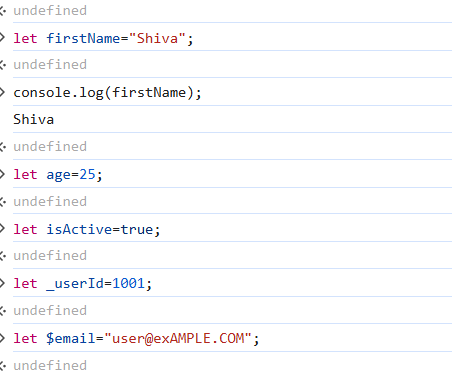 undefined
let firstName="Shiva";
undefined
console.log(firstName);
Shiva
undefined
let age=25;
undefined
let isActive=true;
undefined
let _userId=1001;
undefined
let $email="user@exAMPLE.COM";
undefined